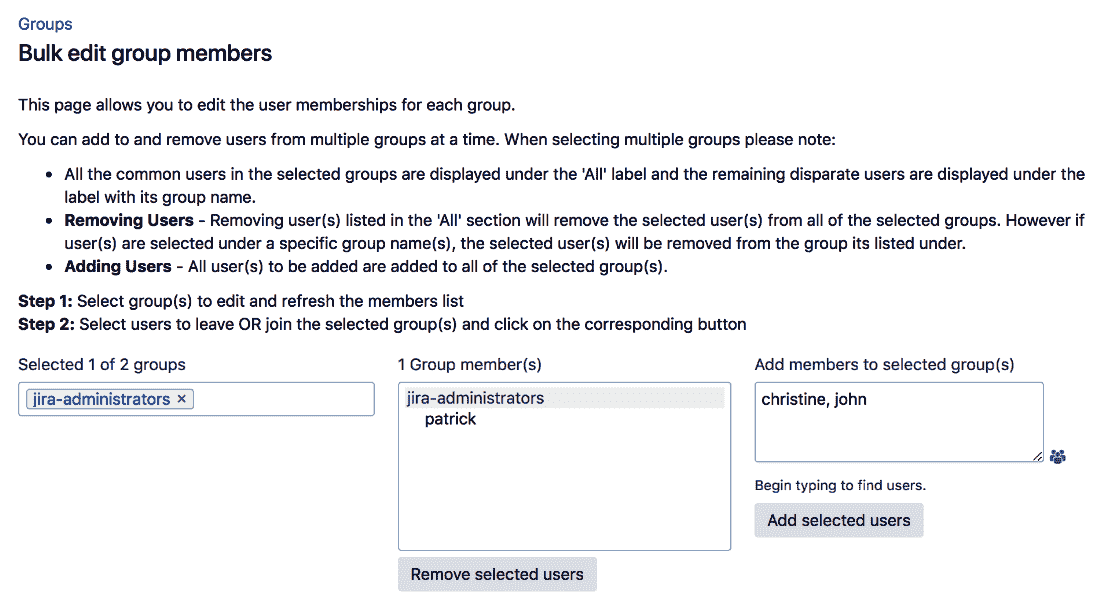 Groups
Bulk edit group members
This page allows you to edit the user memberships for each group.
You can add to and remove users from multiple groups at a time. When selecting multiple groups please note:
• All the common users in the selected groups are displayed under the 'All' label and the remaining disparate users are displayed under the
label with its group name.
• Removing Users - Removing user(s) listed in the 'All' section will remove the selected user(s) from all of the selected groups. However if
user(s) are selected under a specific group name(s), the selected user(s) will be removed from the group its listed under.
• Adding Users - All user(s) to be added are added to all of the selected group(s).
Step 1: Select group(s) to edit and refresh the members list
Step 2: Select users to leave OR join the selected group(s) and click on the corresponding button
Selected 1 of 2 groups
jira-administrators ×
1 Group member(s)
jira-administrators
patrick
Remove selected users
Add members to selected group(s)
christine, john
Begin typing to find users.
Add selected users